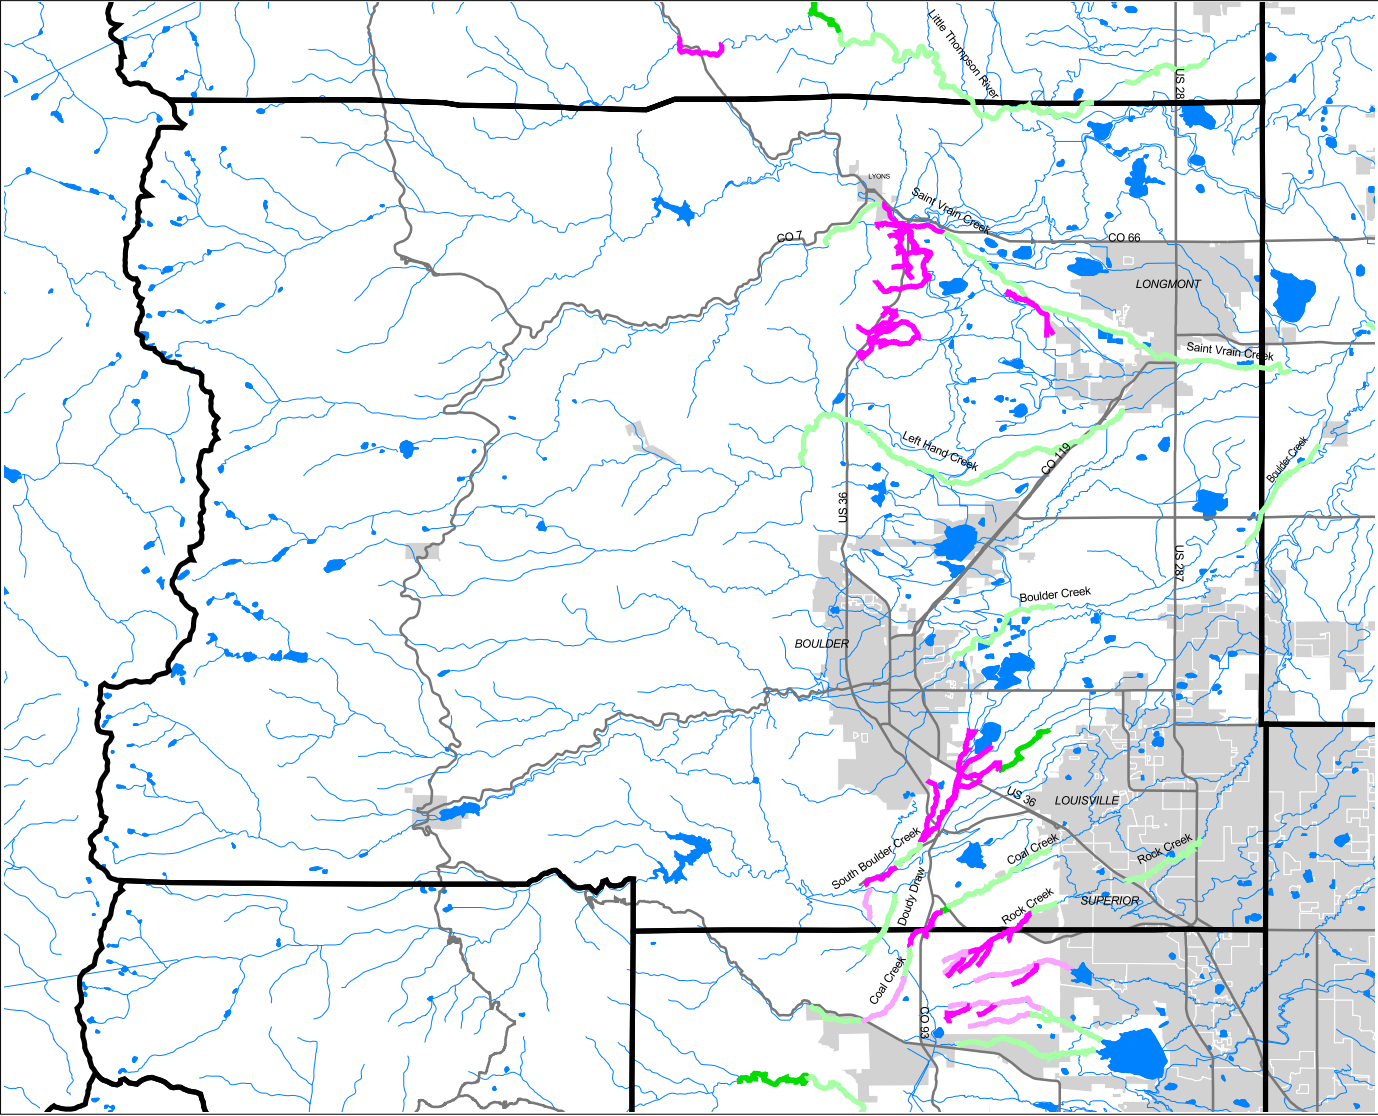 Little Thompson River
US 28
LYONS
Saint Vrain Creek
CO 7
CO 66
LONGMONT
Saint Vrain Creek
Left Hand Creek
CO 119
Boulder Creek
US 36
US 287
Boulder Creek
BOULDER
US 36
LOUISVILLE
South Boulder Creek
Coal Creek
Rock Creek
Doudy Draw
Rock Creek
SUPERIOR
Coal Creek
CO 93